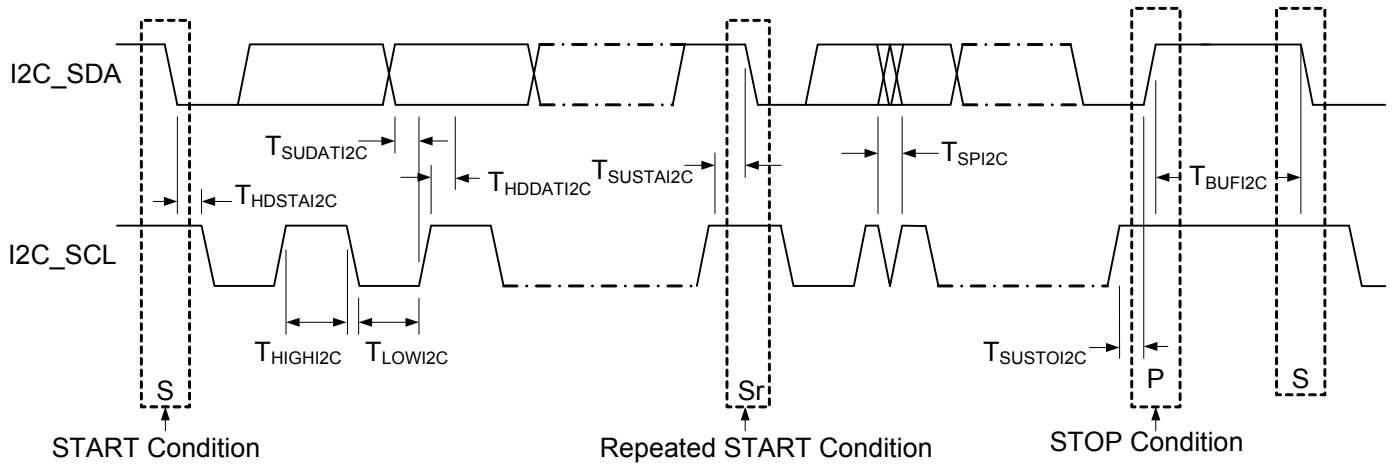 I2C_SDA
TSUDATI2C
THDSTAI2C
THDDATI2C
TSUSTAI2C
TSPI2C
TBUFI2C
I2C_SCL
THIGHI2C
TLOWI2C
TSUSTOI2C
S
Sr
P
S
START Condition
Repeated START Condition
STOP Condition